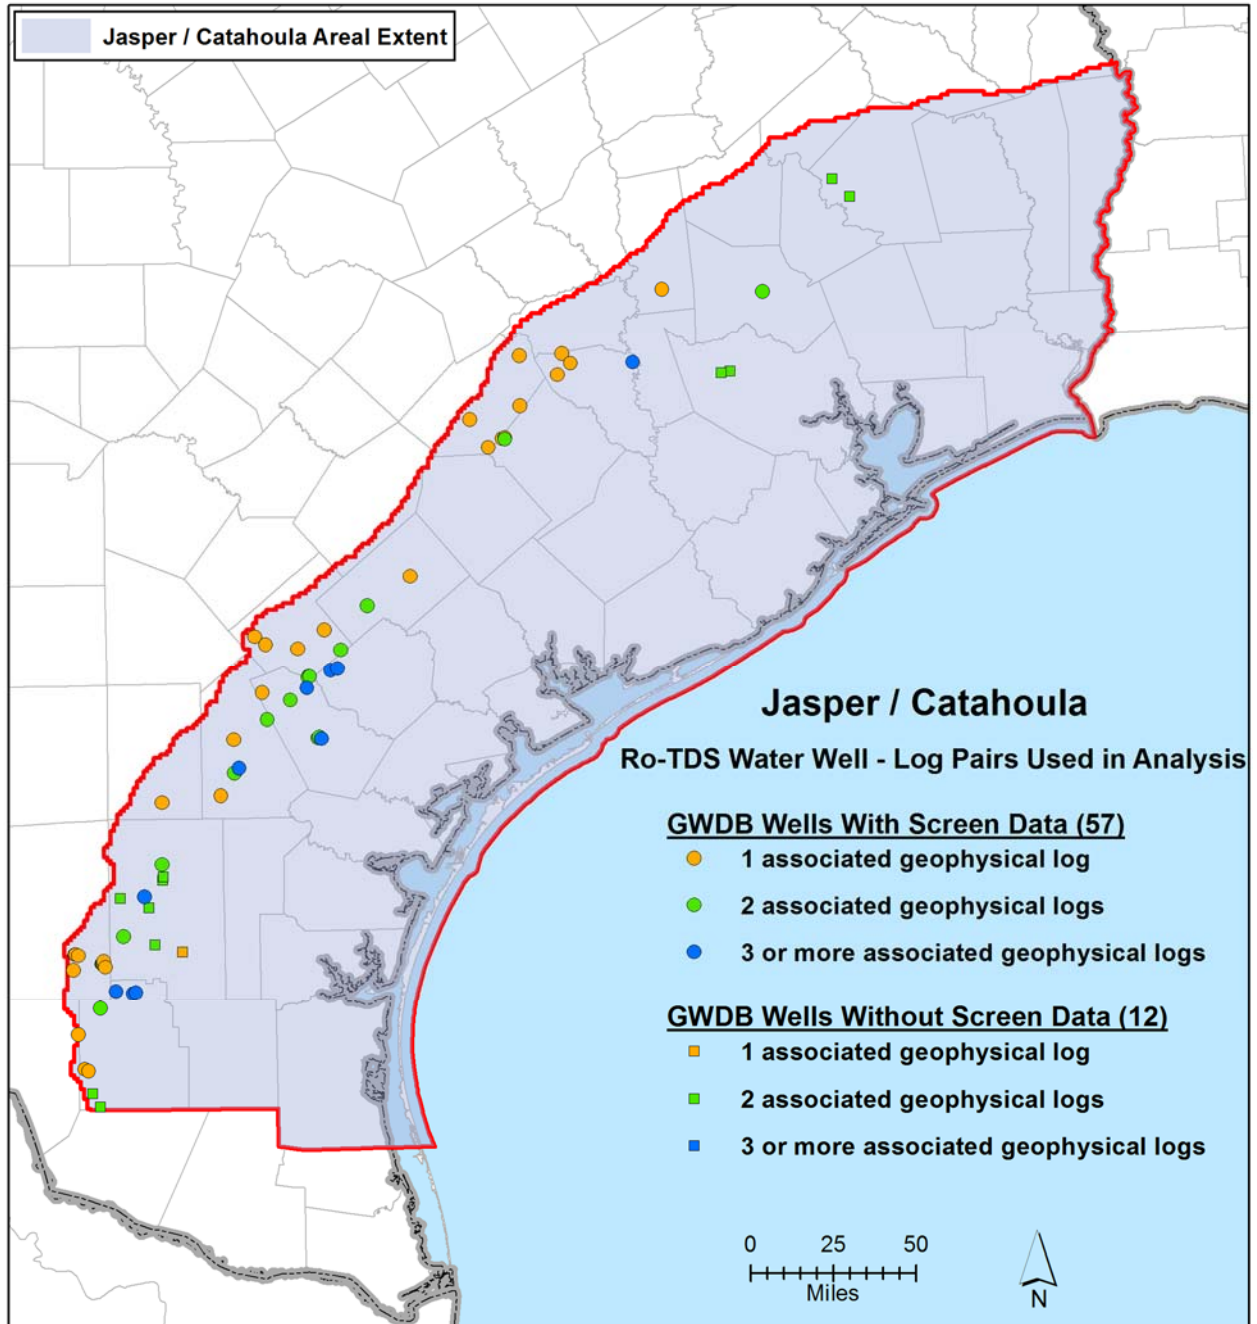 Jasper / Catahoula Areal Extent
Jasper / Catahoula
Ro-TDS Water Well - Log Pairs Used in Analysis
GWDB Wells With Screen Data (57)
1 associated geophysical log
2 associated geophysical logs
3 or more associated geophysical logs
GWDB Wells Without Screen Data (12)
1 associated geophysical log
2 associated geophysical logs
3 or more associated geophysical logs
0 25 50
Miles
N